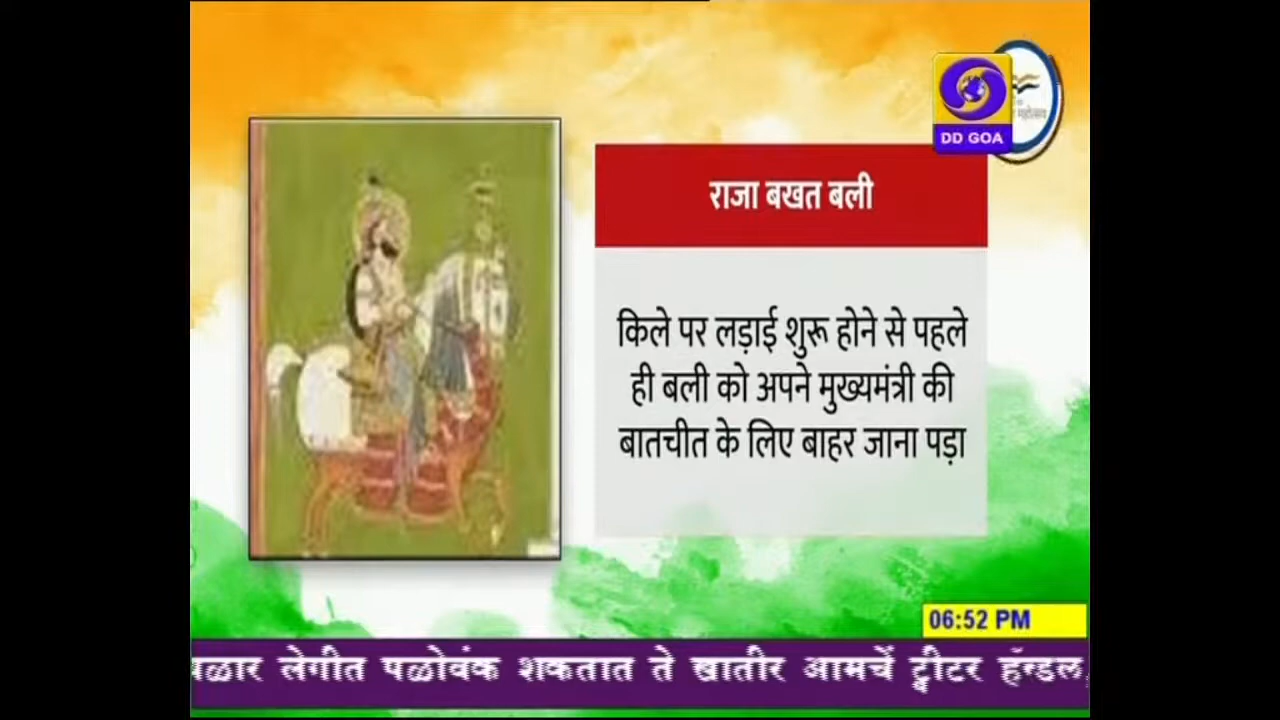 DD GOA
राजा बखत बली
किले पर लड़ाई शुरू होने से पहले
ही बली को अपने मुख्यमंत्री की
बातचीत के लिए बाहर जाना पड़ा
06:52 PM
लेगीत पळोवंक शकतात ते खातीर आमचें ट्वीटर हॅन्डल